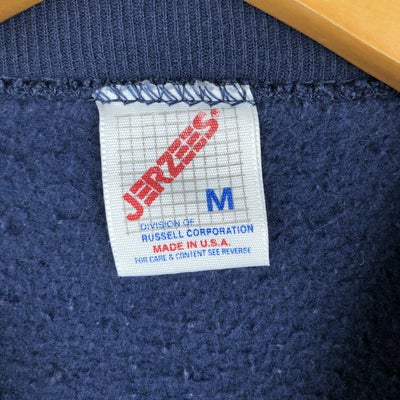 JERZEES
M
DIVISION OF
RUSSELL CORPORATION
MADE IN U.S.A.
FOR CARE & CONTENT SEE REVERSE